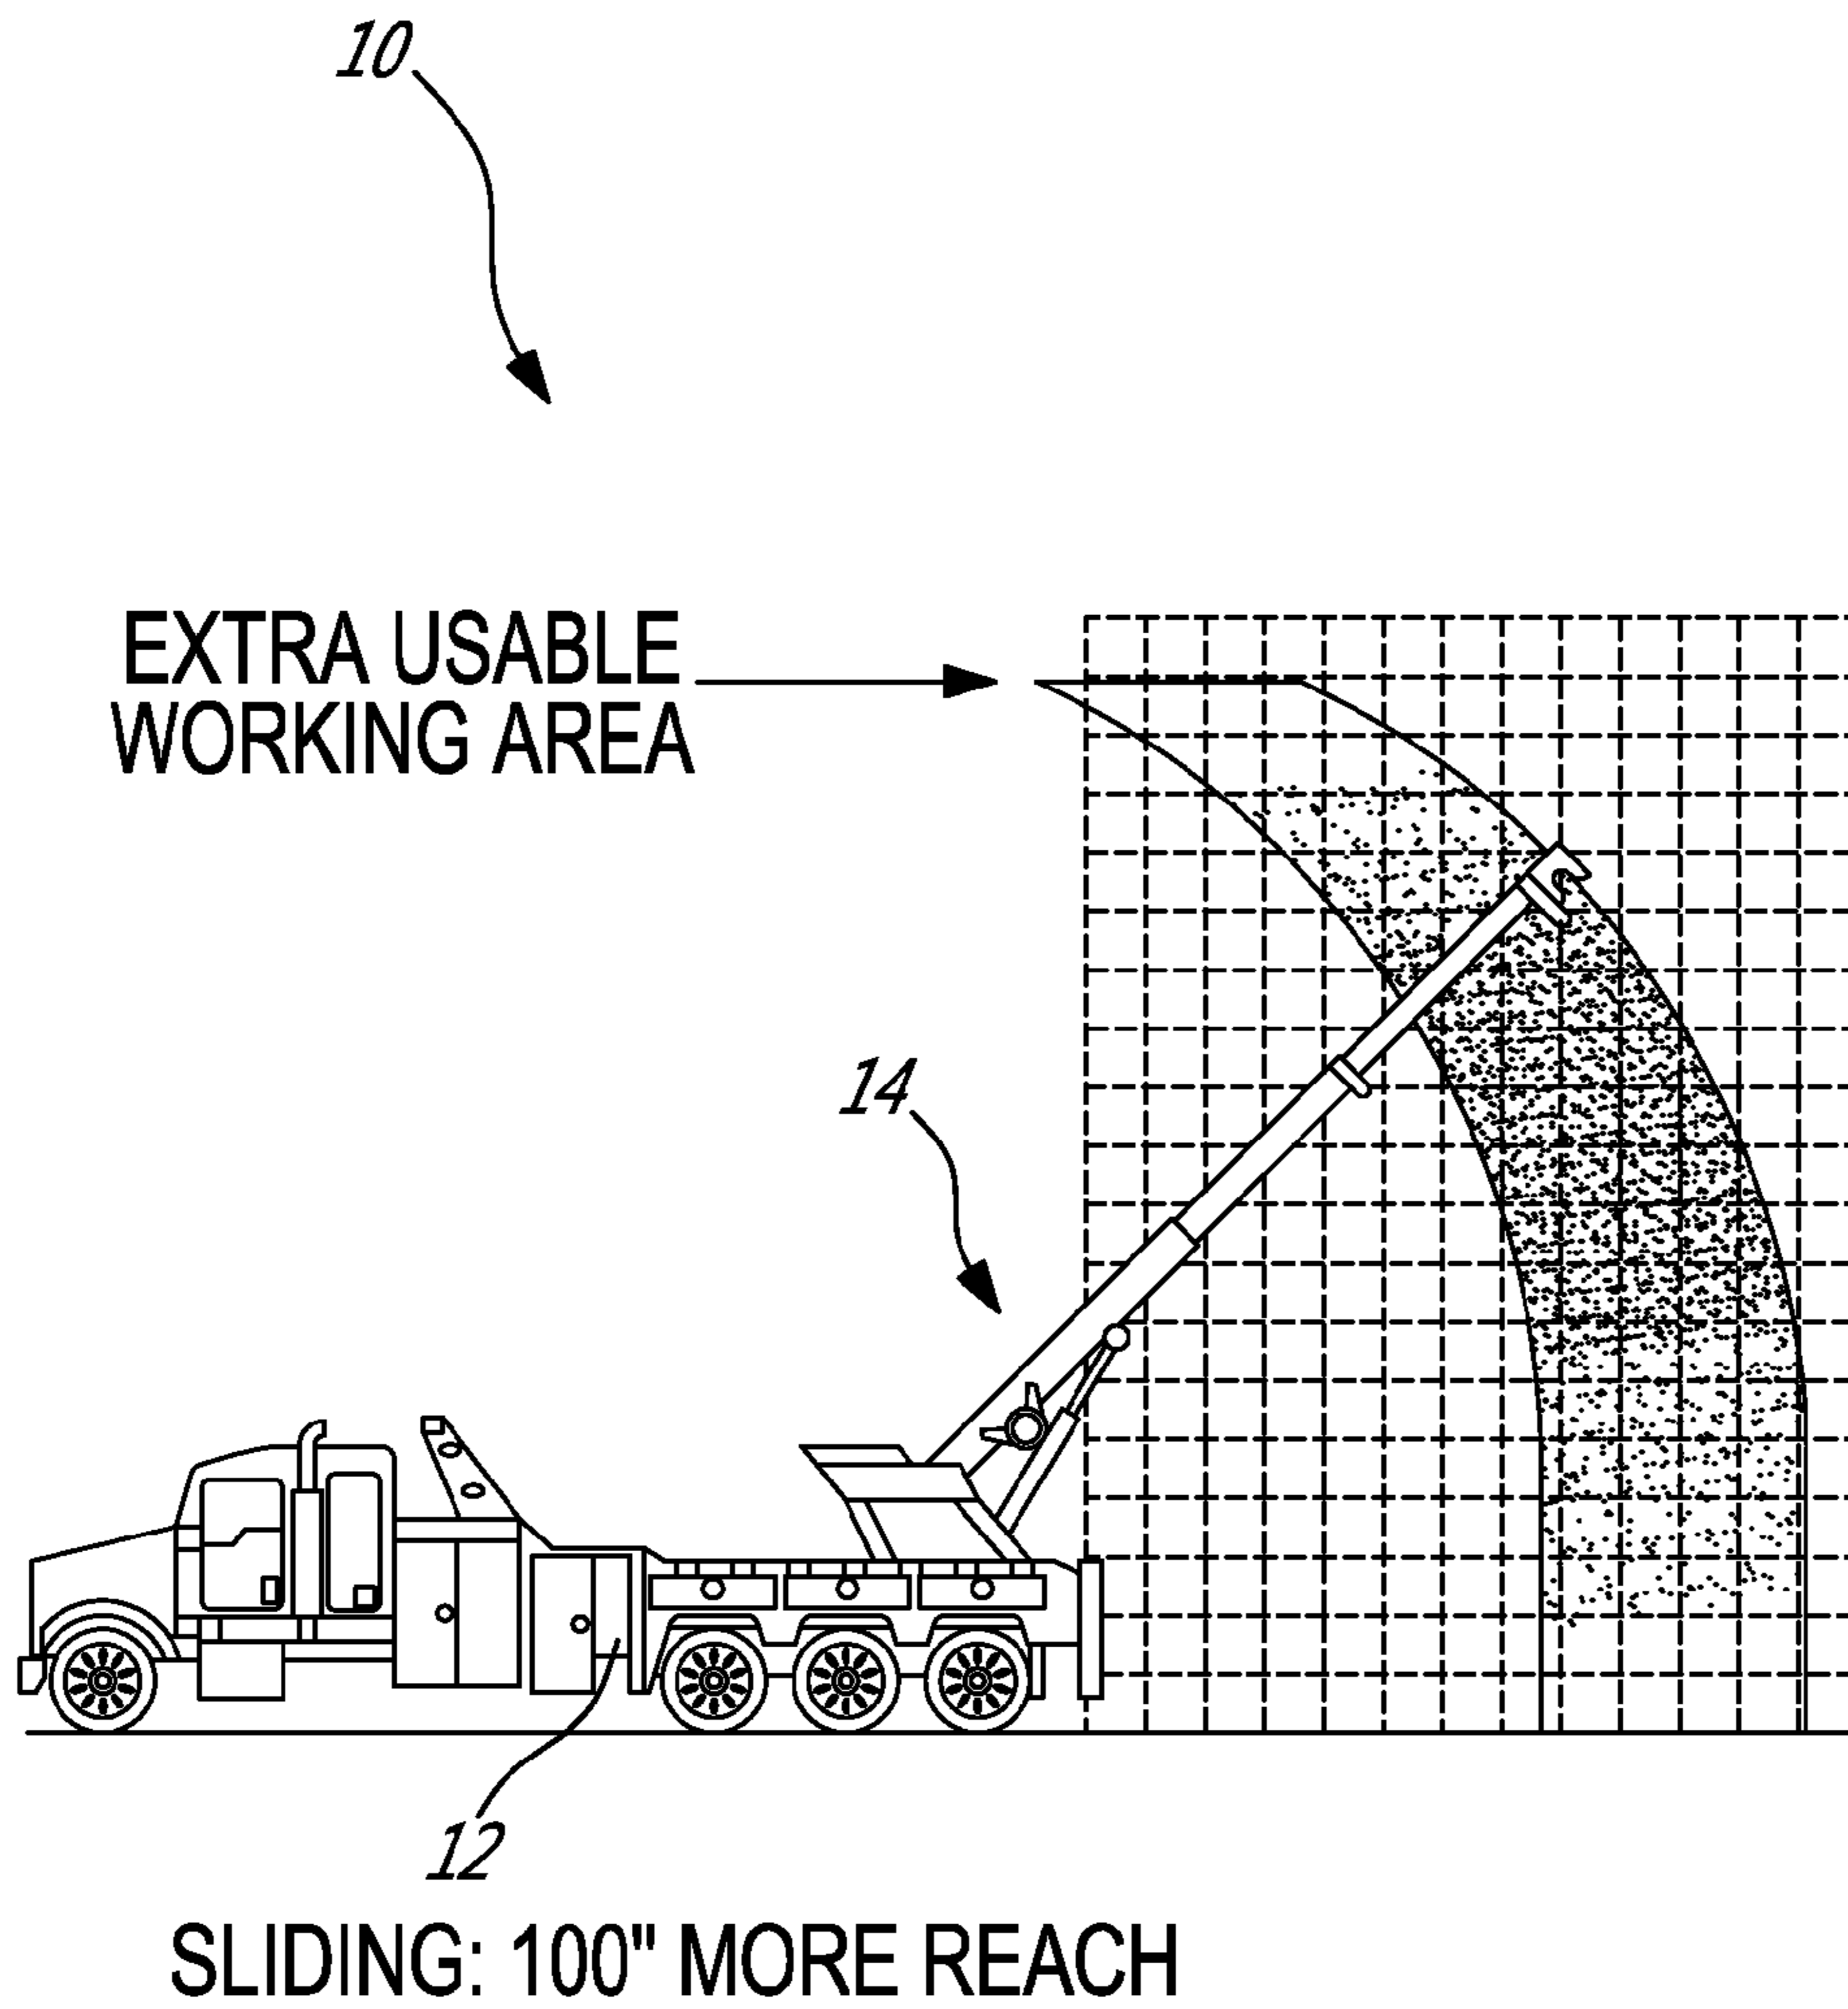 10
EXTRA USABLE
WORKING AREA
14
12
SLIDING: 100" MORE REACH